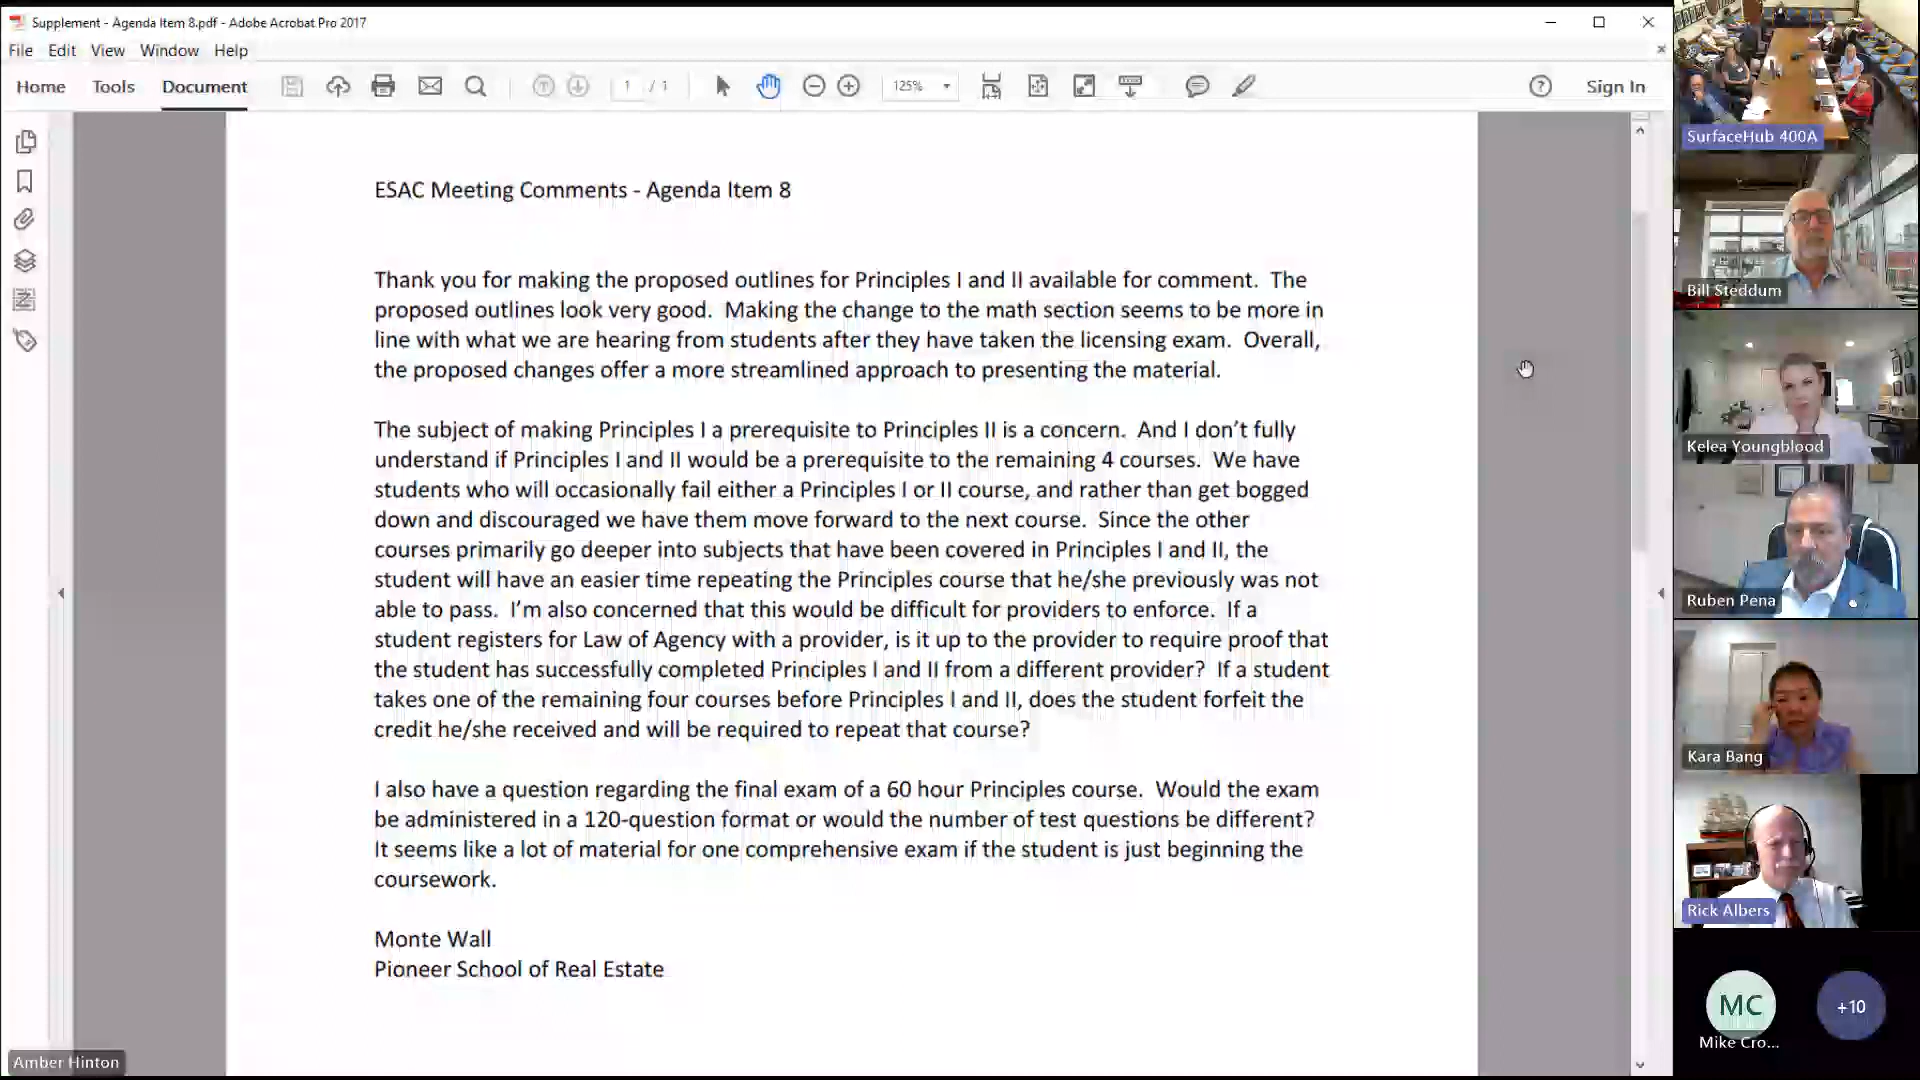 Supplement - Agenda Item 8.pdf - Adobe Acrobat Pro 2017
File Edit View Window Help
Home Tools Document
1 / 1
125%
Sign In
ESAC Meeting Comments - Agenda Item 8
Thank you for making the proposed outlines for Principles I and II available for comment.  The
proposed outlines look very good.  Making the change to the math section seems to be more in
line with what we are hearing from students after they have taken the licensing exam.  Overall,
the proposed changes offer a more streamlined approach to presenting the material.
The subject of making Principles I a prerequisite to Principles II is a concern.  And I don’t fully
understand if Principles I and II would be a prerequisite to the remaining 4 courses.  We have
students who will occasionally fail either a Principles I or II course, and rather than get bogged
down and discouraged we have them move forward to the next course.  Since the other
courses primarily go deeper into subjects that have been covered in Principles I and II, the
student will have an easier time repeating the Principles course that he/she previously was not
able to pass.  I’m also concerned that this would be difficult for providers to enforce.  If a
student registers for Law of Agency with a provider, is it up to the provider to require proof that
the student has successfully completed Principles I and II from a different provider?  If a student
takes one of the remaining four courses before Principles I and II, does the student forfeit the
credit he/she received and will be required to repeat that course?
I also have a question regarding the final exam of a 60 hour Principles course.  Would the exam
be administered in a 120-question format or would the number of test questions be different?
It seems like a lot of material for one comprehensive exam if the student is just beginning the
coursework.
Monte Wall
Pioneer School of Real Estate
Amber Hinton
SurfaceHub 400A
Bill Steddum
Kelea Youngblood
Ruben Pena
Kara Bang
Rick Albers
MC
+10
Mike Cro...